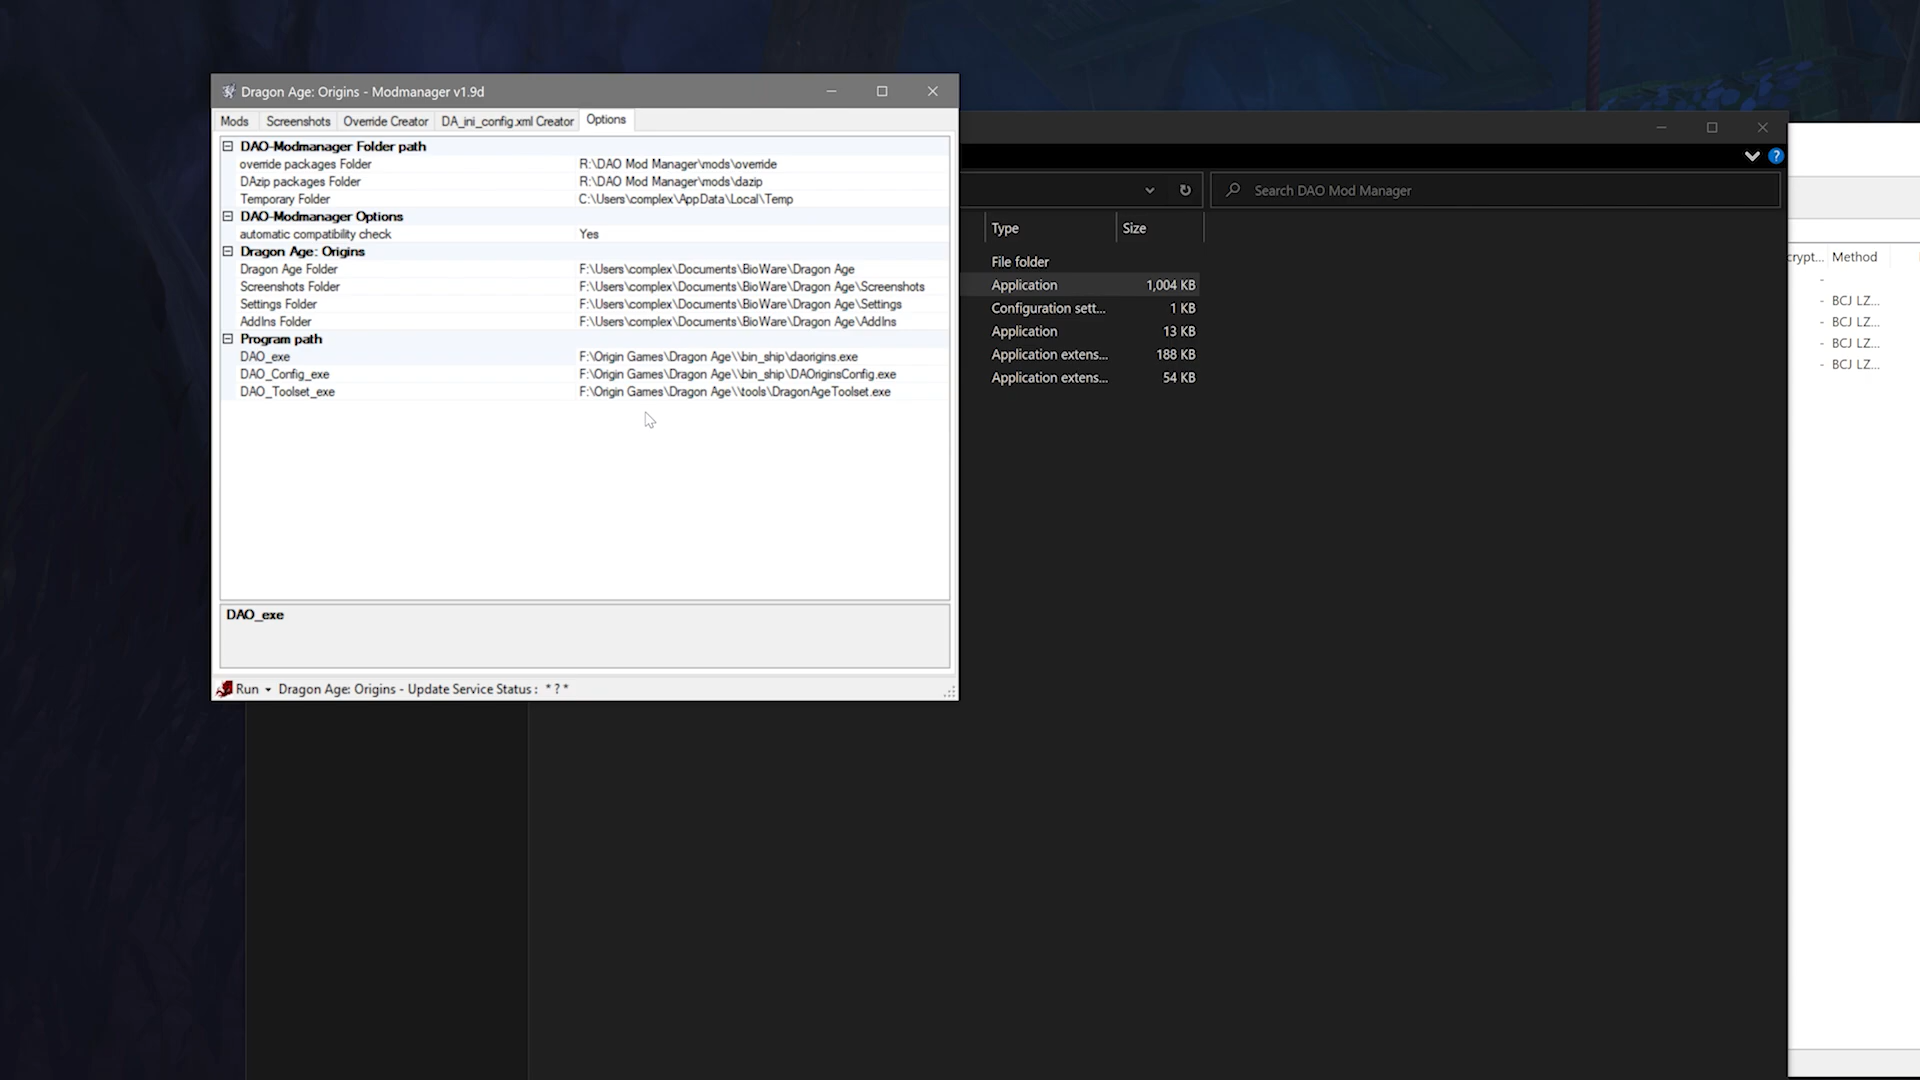 Dragon Age: Origins - Modmanager v1.9d
Mods Screenshots Override Creator DA_ini_config.xml Creator Options
DAO-Modmanager Folder path
override packages Folder R:\DAO Mod Manager\mods\override
DAzip packages Folder R:\DAO Mod Manager\mods\dazip
Temporary Folder C:\Users\complex\AppData\Local\Temp
DAO-Modmanager Options
automatic compatibility check Yes
Dragon Age: Origins
Dragon Age Folder F:\Users\complex\Documents\BioWare\Dragon Age
Screenshots Folder F:\Users\complex\Documents\BioWare\Dragon Age\Screenshots
Settings Folder F:\Users\complex\Documents\BioWare\Dragon Age\Settings
AddIns Folder F:\Users\complex\Documents\BioWare\Dragon Age\AddIns
Program path
DAO_exe F:\Origin Games\Dragon Age\\bin_ship\daorigins.exe
DAO_Config_exe F:\Origin Games\Dragon Age\\bin_ship\DAOriginsConfig.exe
DAO_Toolset_exe F:\Origin Games\Dragon Age\\tools\DragonAgeToolset.exe
DAO_exe
Run Dragon Age: Origins - Update Service Status : * ? *
?
Search DAO Mod Manager
Type Size
File folder
Application 1,004 KB
Configuration sett... 1 KB
Application 13 KB
Application extens... 188 KB
Application extens... 54 KB
crypt... Method
-
- BCJ LZ...
- BCJ LZ...
- BCJ LZ...
- BCJ LZ...